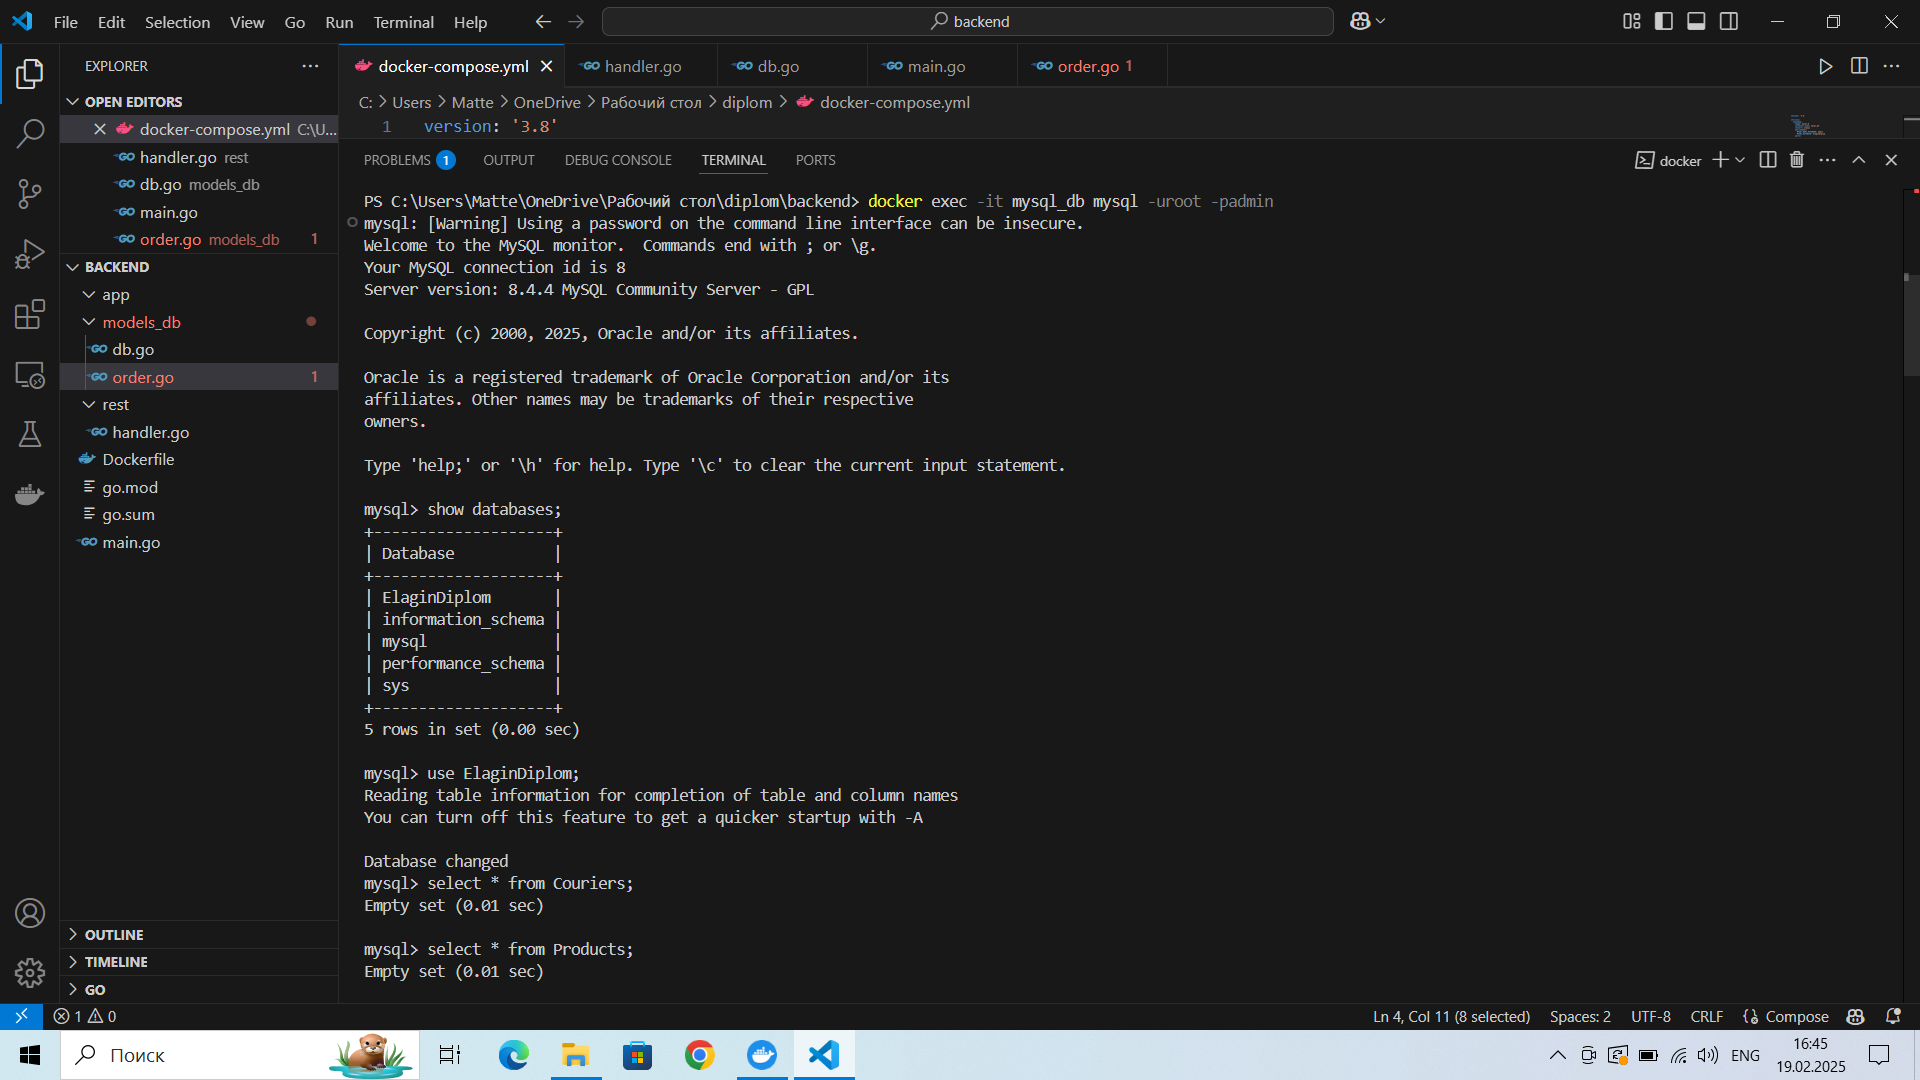 File Edit Selection View Go Run Terminal Help
backend
EXPLORER
OPEN EDITORS
docker-compose.yml C:\U...
handler.go rest
db.go models_db
main.go
order.go models_db 1
BACKEND
app
models_db
db.go
order.go 1
rest
handler.go
Dockerfile
go.mod
go.sum
main.go
OUTLINE
TIMELINE
GO
docker-compose.yml handler.go db.go main.go order.go 1
C: > Users > Matte > OneDrive > Рабочий стол > diplom > docker-compose.yml
1 version: '3.8'
PROBLEMS 1 OUTPUT DEBUG CONSOLE TERMINAL PORTS
docker
PS C:\Users\Matte\OneDrive\Рабочий стол\diplom\backend> docker exec -it mysql_db mysql -uroot -padmin
mysql: [Warning] Using a password on the command line interface can be insecure.
Welcome to the MySQL monitor.  Commands end with ; or \g.
Your MySQL connection id is 8
Server version: 8.4.4 MySQL Community Server - GPL
Copyright (c) 2000, 2025, Oracle and/or its affiliates.
Oracle is a registered trademark of Oracle Corporation and/or its
affiliates. Other names may be trademarks of their respective
owners.
Type 'help;' or '\h' for help. Type '\c' to clear the current input statement.
mysql> show databases;
+--------------------+
| Database           |
+--------------------+
| ElaginDiplom       |
| information_schema |
| mysql              |
| performance_schema |
| sys                |
+--------------------+
5 rows in set (0.00 sec)
mysql> use ElaginDiplom;
Reading table information for completion of table and column names
You can turn off this feature to get a quicker startup with -A
Database changed
mysql> select * from Couriers;
Empty set (0.01 sec)
mysql> select * from Products;
Empty set (0.01 sec)
1 0
Ln 4, Col 11 (8 selected) Spaces: 2 UTF-8 CRLF {} Compose
Поиск
ENG
16:45
19.02.2025